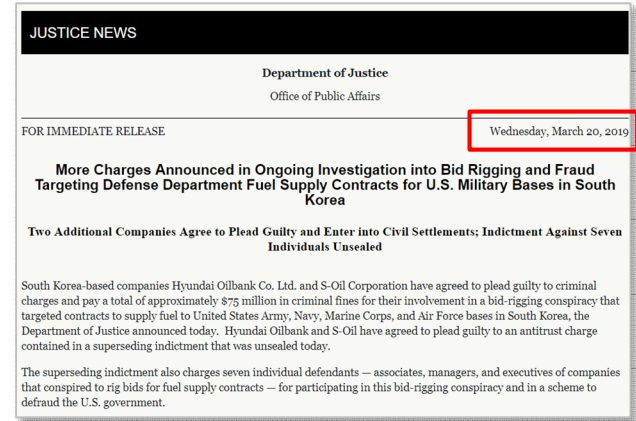 JUSTICE NEWS
Department of Justice
Office of Public Affairs
FOR IMMEDIATE RELEASE Wednesday, March 20, 2019
More Charges Announced in Ongoing Investigation into Bid Rigging and Fraud
Targeting Defense Department Fuel Supply Contracts for U.S. Military Bases in South
Korea
Two Additional Companies Agree to Plead Guilty and Enter into Civil Settlements; Indictment Against Seven
Individuals Unsealed
South Korea-based companies Hyundai Oilbank Co. Ltd. and S-Oil Corporation have agreed to plead guilty to criminal
charges and pay a total of approximately $75 million in criminal fines for their involvement in a bid-rigging conspiracy that
targeted contracts to supply fuel to United States Army, Navy, Marine Corps, and Air Force bases in South Korea, the
Department of Justice announced today.  Hyundai Oilbank and S-Oil have agreed to plead guilty to an antitrust charge
contained in a superseding indictment that was unsealed today.
The superseding indictment also charges seven individual defendants — associates, managers, and executives of companies
that conspired to rig bids for fuel supply contracts — for participating in this bid-rigging conspiracy and in a scheme to
defraud the U.S. government.